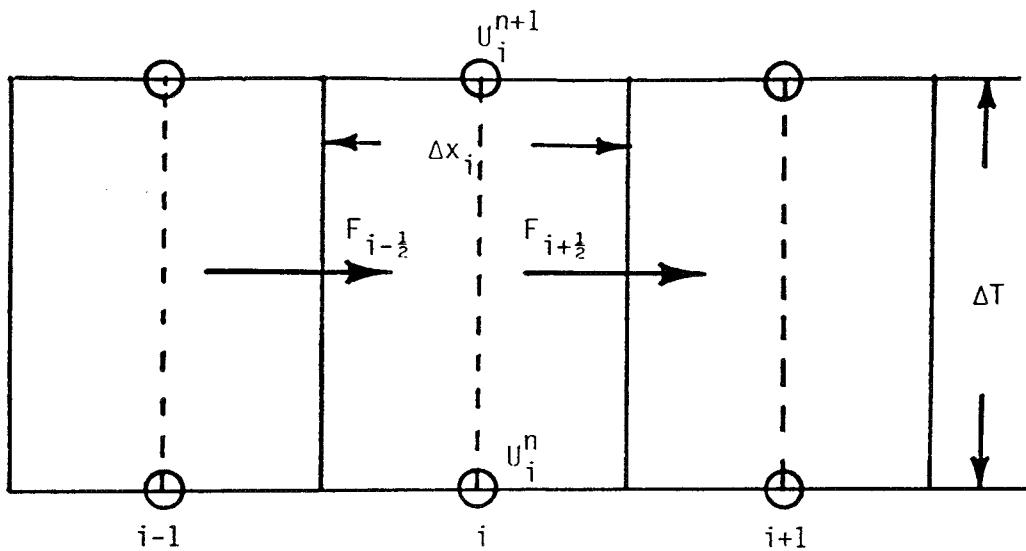 U_i^{n+1}
Δx_i
F_{i-½}
F_{i+½}
ΔT
U_i^n
i-1
i
i+1